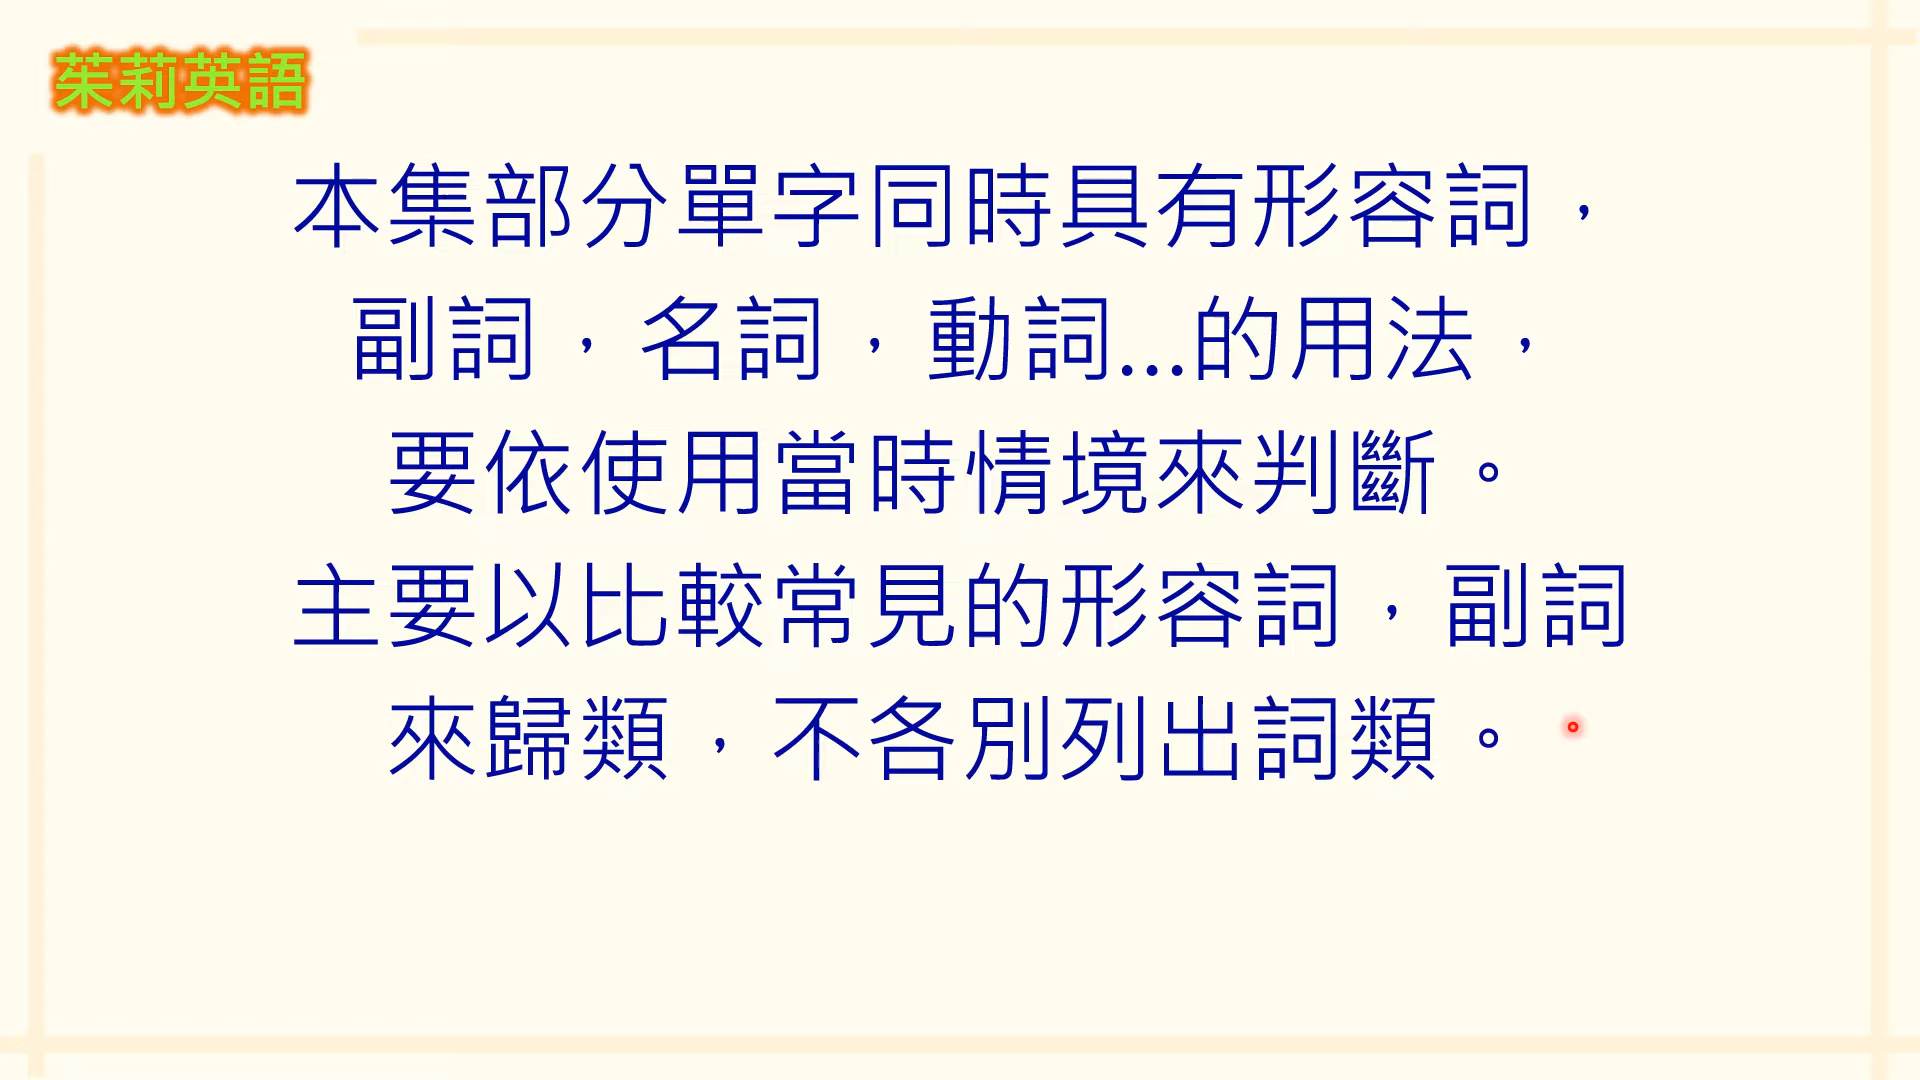 茱莉英語
本集部分單字同時具有形容詞，
副詞，名詞，動詞...的用法，
要依使用當時情境來判斷。
主要以比較常見的形容詞，副詞
來歸類，不各別列出詞類。